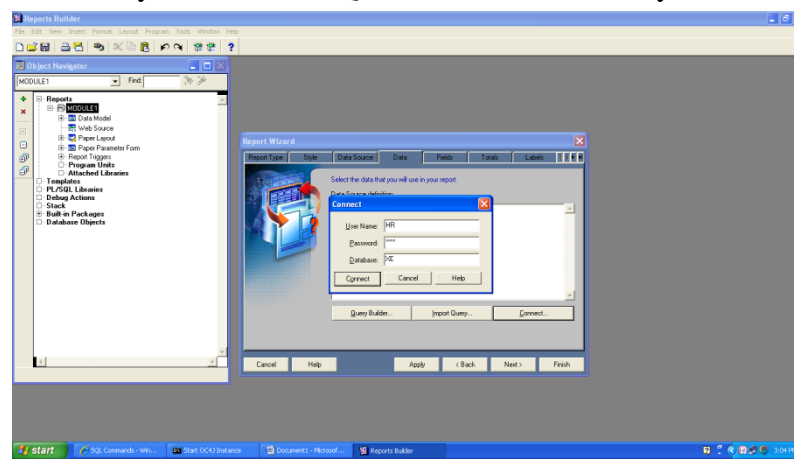 Reports Builder
File Edit View Insert Format Layout Program Tools Window Help
Object Navigator
MODULE1 Find:
Reports
MODULE1
Data Model
Web Source
Paper Layout
Paper Parameter Form
Report Triggers
Program Units
Attached Libraries
Templates
PL/SQL Libraries
Debug Actions
Stack
Built-in Packages
Database Objects
Report Wizard
Report Type Style Data Source Data Fields Totals Labels
Select the data that you will use in your report.
Data Source definition:
Connect
User Name: HR
Password: ****
Database: XE
Connect Cancel Help
Query Builder... Import Query... Connect...
Cancel Help Apply < Back Next > Finish
start SQL Commands - Win... Start OC4J Instance Document1 - Microsof... Reports Builder 3:04 PM